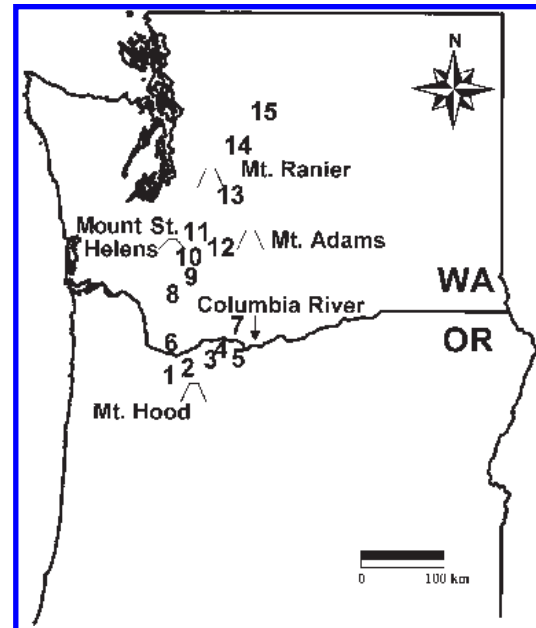 N
15
14
Mt. Ranier
13
Mount St.
Helens
11
12
Mt. Adams
10
9
8
WA
Columbia River
7
OR
6
4
3
5
2
1
Mt. Hood
0
100 km